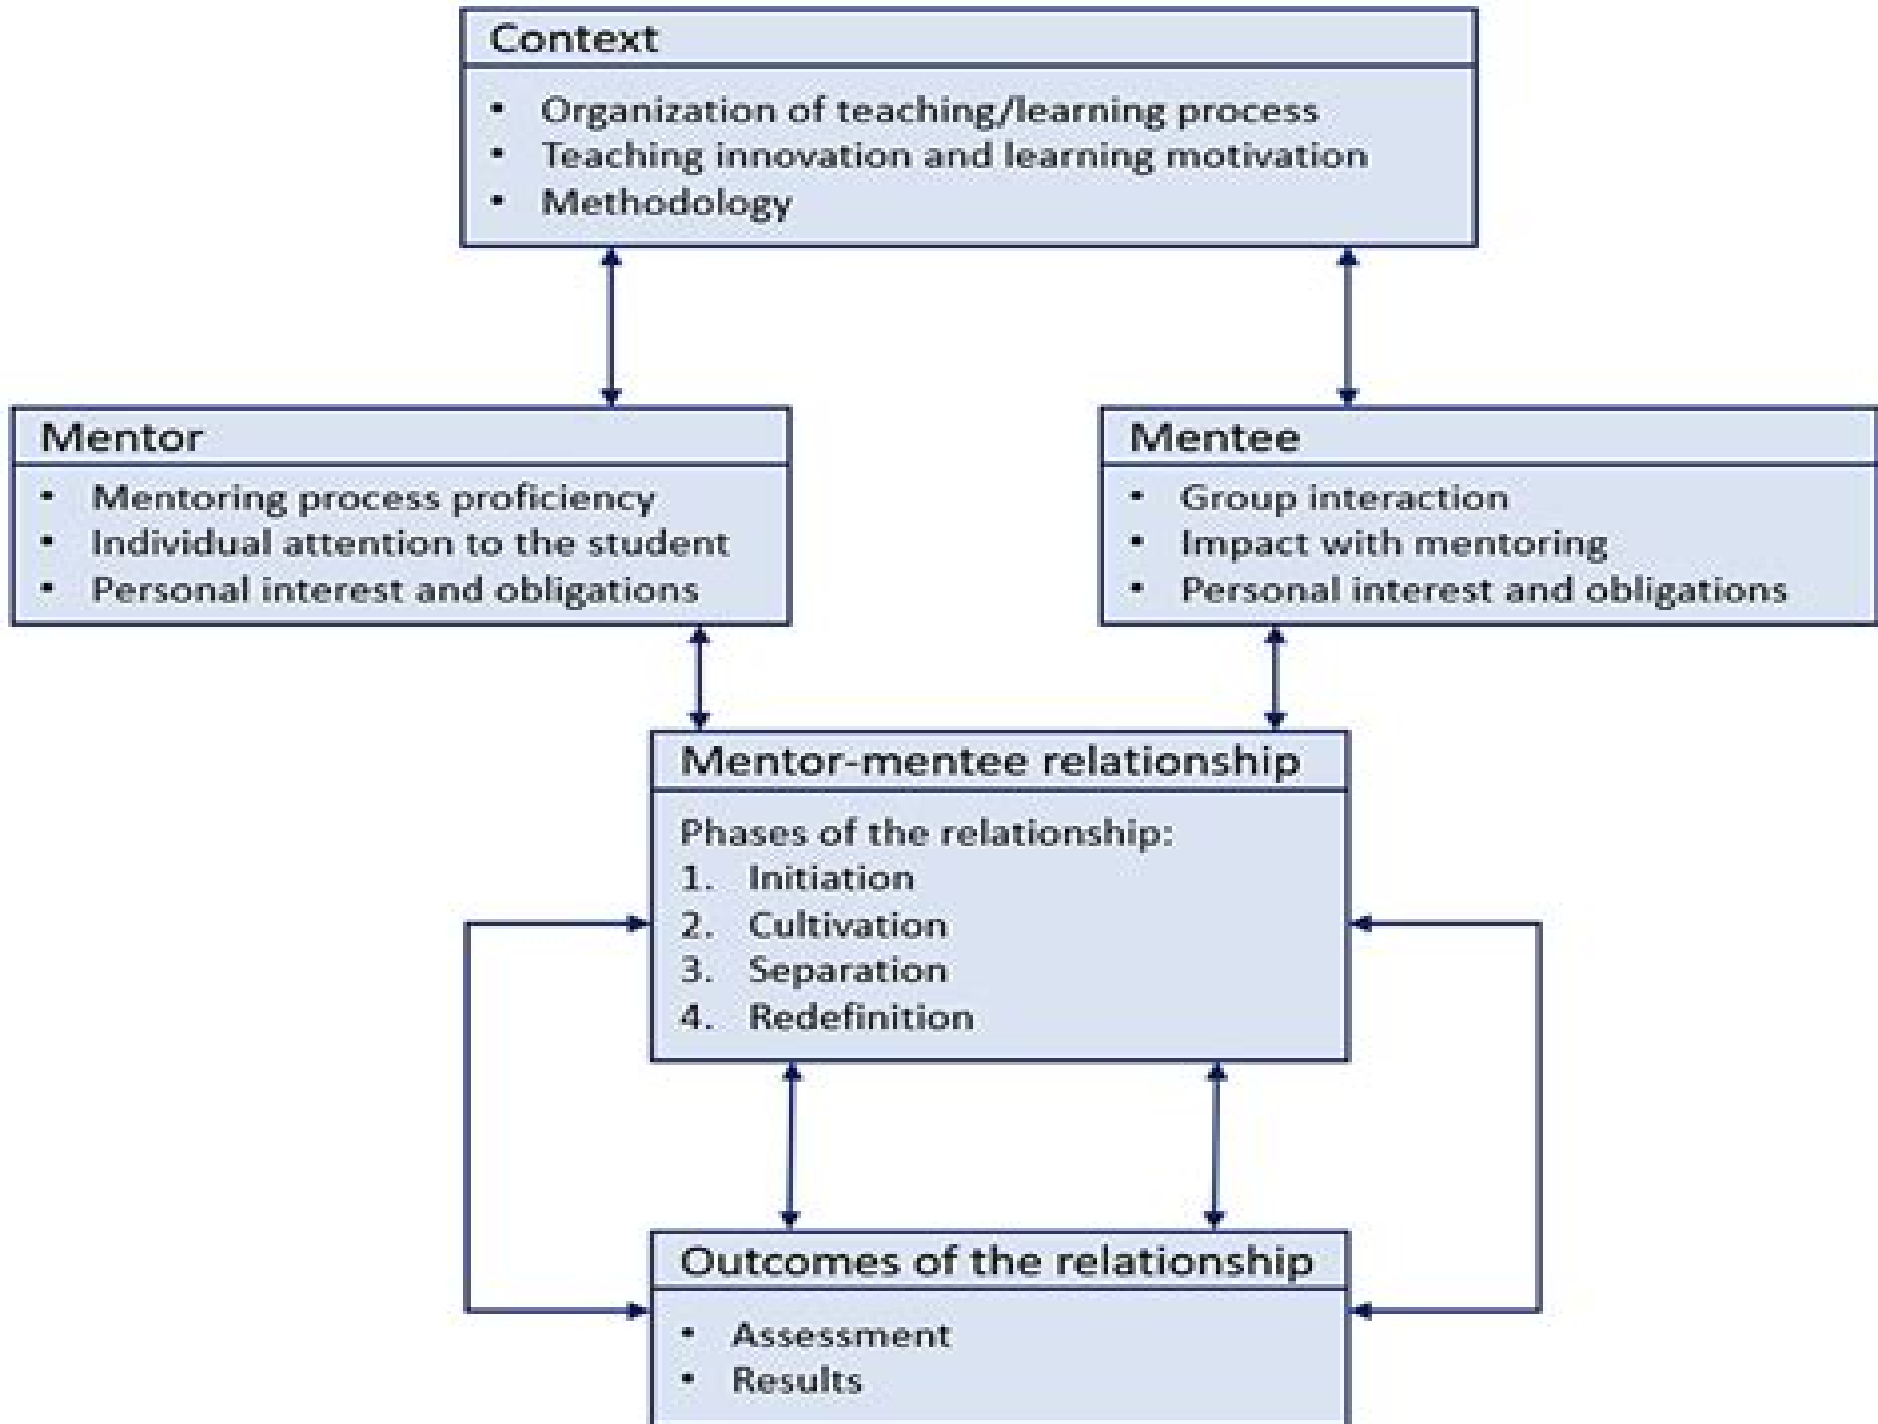 Context
• Organization of teaching/learning process
• Teaching innovation and learning motivation
• Methodology
Mentor
• Mentoring process proficiency
• Individual attention to the student
• Personal interest and obligations
Mentee
• Group interaction
• Impact with mentoring
• Personal interest and obligations
Mentor-mentee relationship
Phases of the relationship:
1. Initiation
2. Cultivation
3. Separation
4. Redefinition
Outcomes of the relationship
• Assessment
• Results